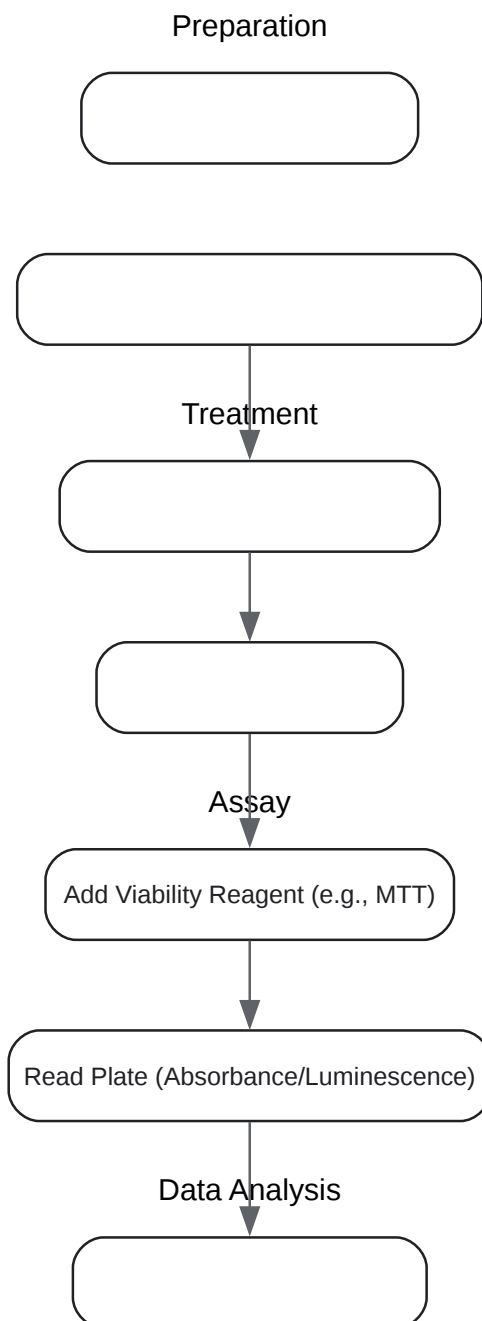 Preparation
Treatment
Assay
Add Viability Reagent (e.g., MTT)
Read Plate (Absorbance/Luminescence)
Data Analysis